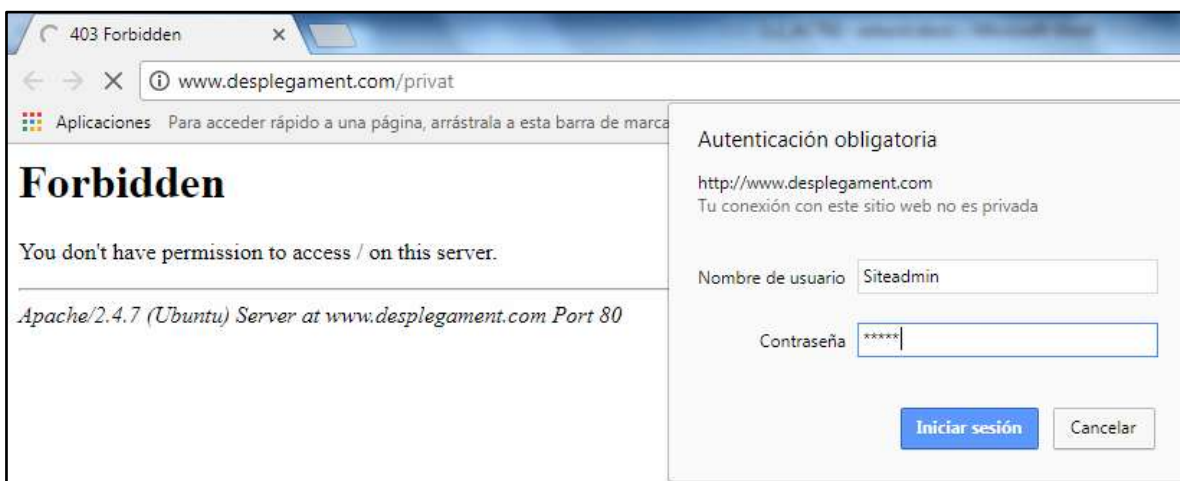 403 Forbidden
www.desplegament.com/privat
Aplicaciones Para acceder rápido a una página, arrástrala a esta barra de marca
Forbidden
You don't have permission to access / on this server.
Apache/2.4.7 (Ubuntu) Server at www.desplegament.com Port 80
Autenticación obligatoria
http://www.desplegament.com
Tu conexión con este sitio web no es privada
Nombre de usuario Siteadmin
Contraseña *****
Iniciar sesión Cancelar